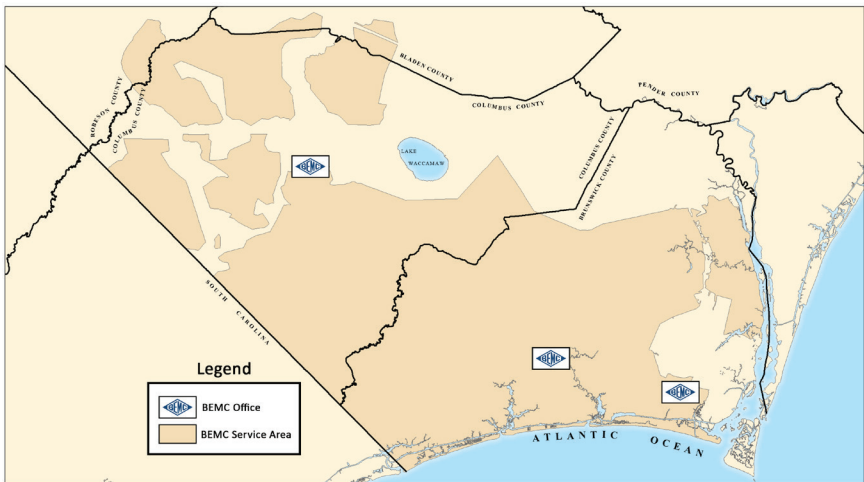 BLADEN COUNTY
COLUMBUS COUNTY
PENDER COUNTY
ROBESON COUNTY
COLUMBUS COUNTY
COLUMBUS COUNTY
BRUNSWICK COUNTY
LAKE
WACCAMAW
BEMC
SOUTH CAROLINA
BEMC
BEMC
Legend
BEMC BEMC Office
BEMC Service Area
ATLANTIC OCEAN